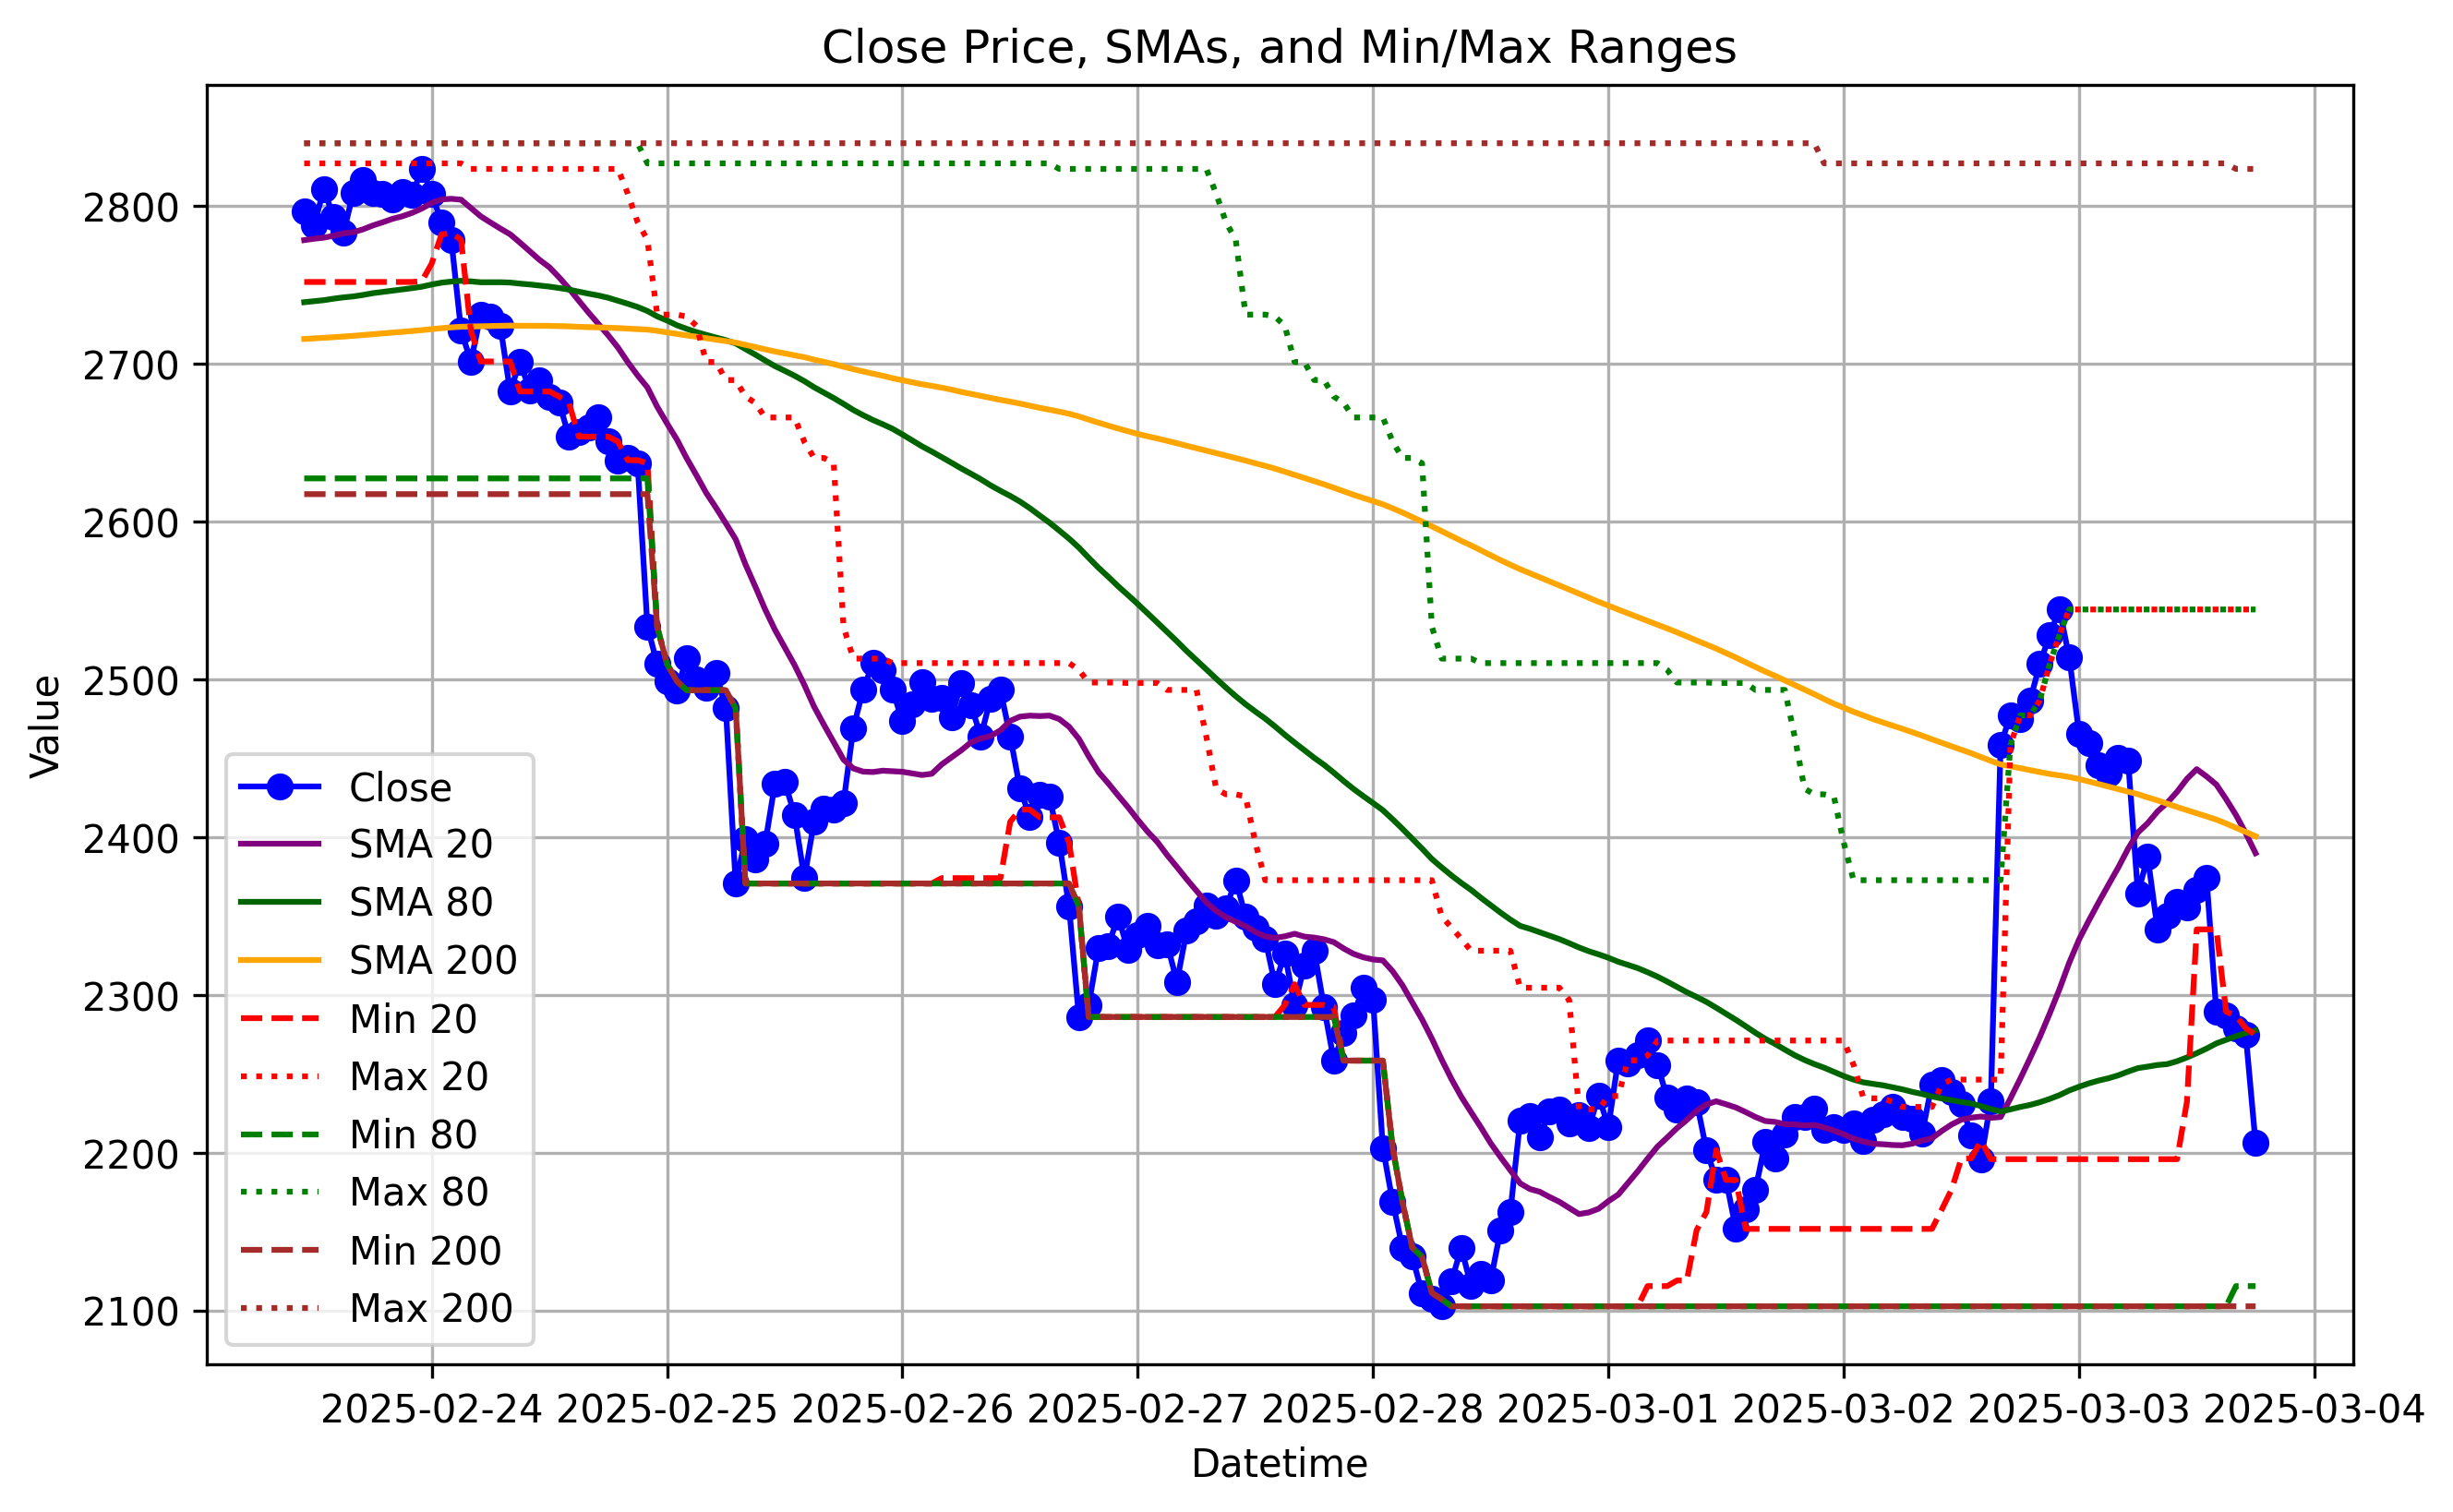 Close Price, SMAs, and Min/Max Ranges
2800
2700
2600
2500
2400
2300
2200
2100
Value
Close
SMA 20
SMA 80
SMA 200
Min 20
Max 20
Min 80
Max 80
Min 200
Max 200
2025-02-24 2025-02-25 2025-02-26 2025-02-27 2025-02-28 2025-03-01 2025-03-02 2025-03-03 2025-03-04
Datetime